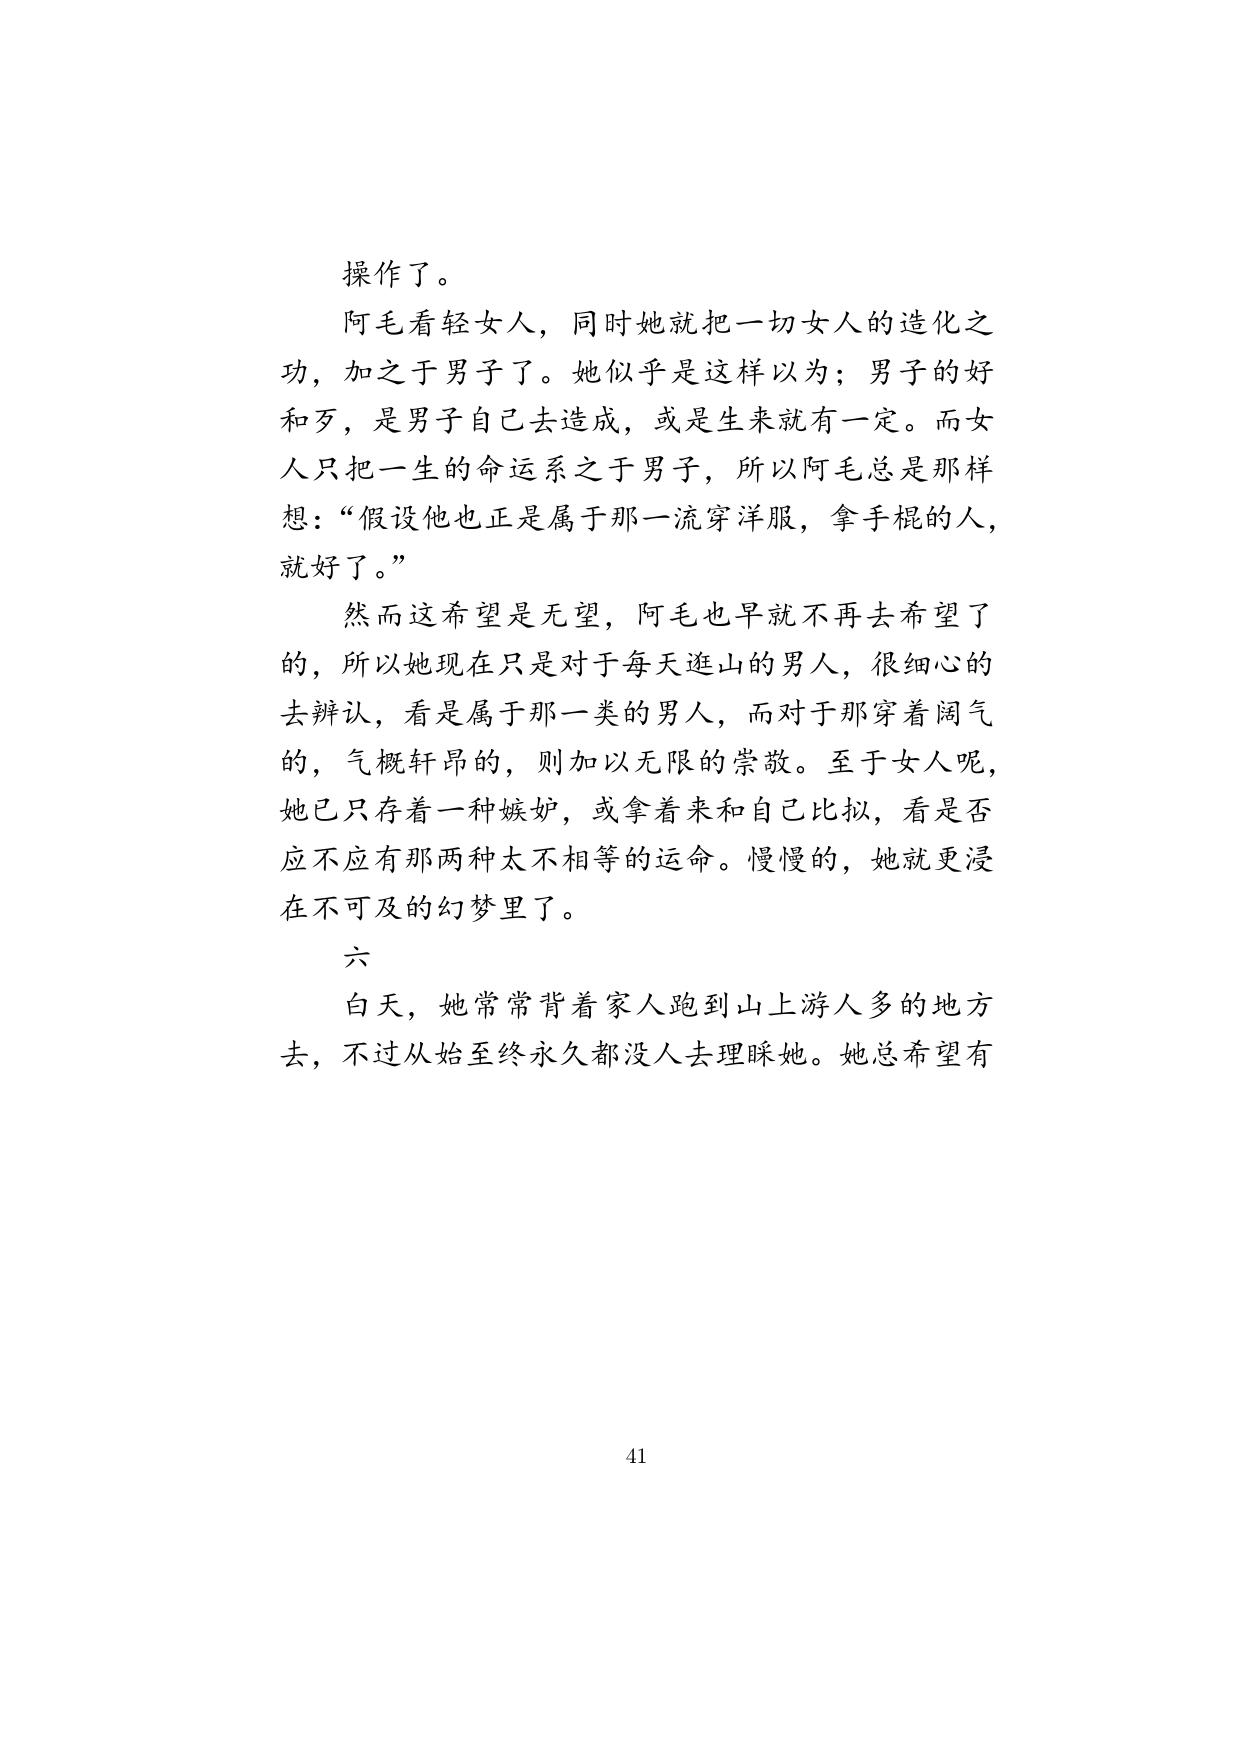 操作了。
阿毛看轻女人，同时她就把一切女人的造化之
功，加之于男子了。她似乎是这样以为；男子的好
和歹，是男子自己去造成，或是生来就有一定。而女
人只把一生的命运系之于男子，所以阿毛总是那样
想：“假设他也正是属于那一流穿洋服，拿手棍的人，
就好了。”
然而这希望是无望，阿毛也早就不再去希望了
的，所以她现在只是对于每天逛山的男人，很细心的
去辨认，看是属于那一类的男人，而对于那穿着阔气
的，气概轩昂的，则加以无限的崇敬。至于女人呢，
她已只存着一种嫉妒，或拿着来和自己比拟，看是否
应不应有那两种太不相等的运命。慢慢的，她就更浸
在不可及的幻梦里了。
六
白天，她常常背着家人跑到山上游人多的地方
去，不过从始至终永久都没人去理睬她。她总希望有
41